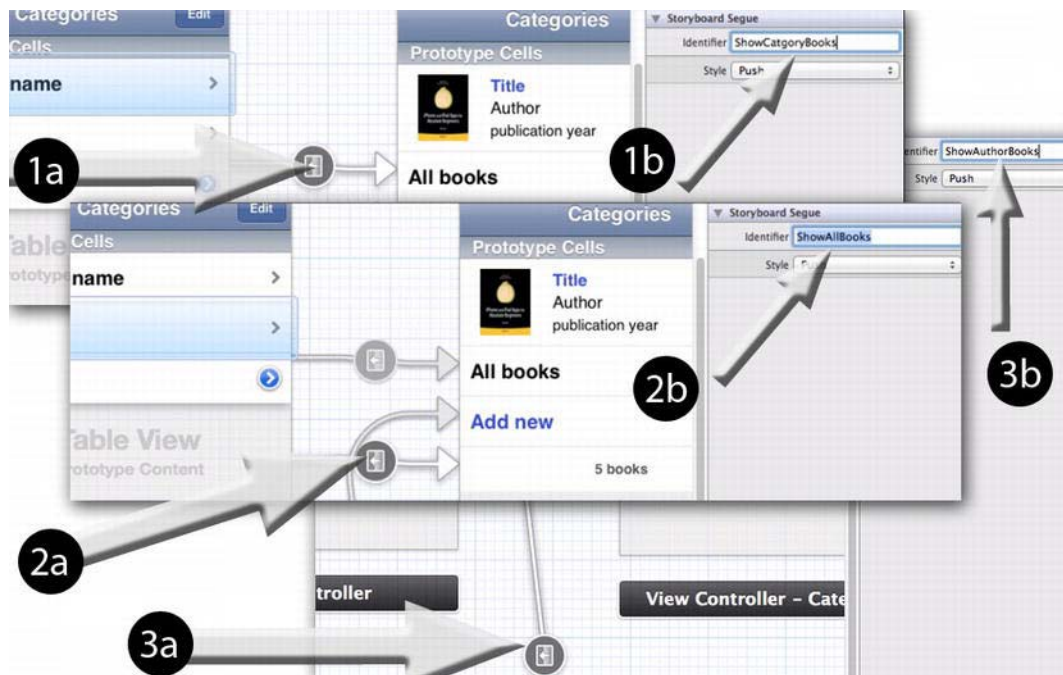 Categories
Edit
Cells
name
Categories
Prototype Cells
Title
Author
publication year
All books
Storyboard Segue
Identifier ShowCatgoryBooks
Style Push
1a
1b
entifier ShowAuthorBooks
Style Push
3b
Table
rototype
Categories
Edit
Cells
name
Table View
ototype Content
Categories
Prototype Cells
Title
Author
publication year
All books
Add new
5 books
Storyboard Segue
Identifier ShowAllBooks
Style
2b
2a
troller
View Controller – Cate
3a